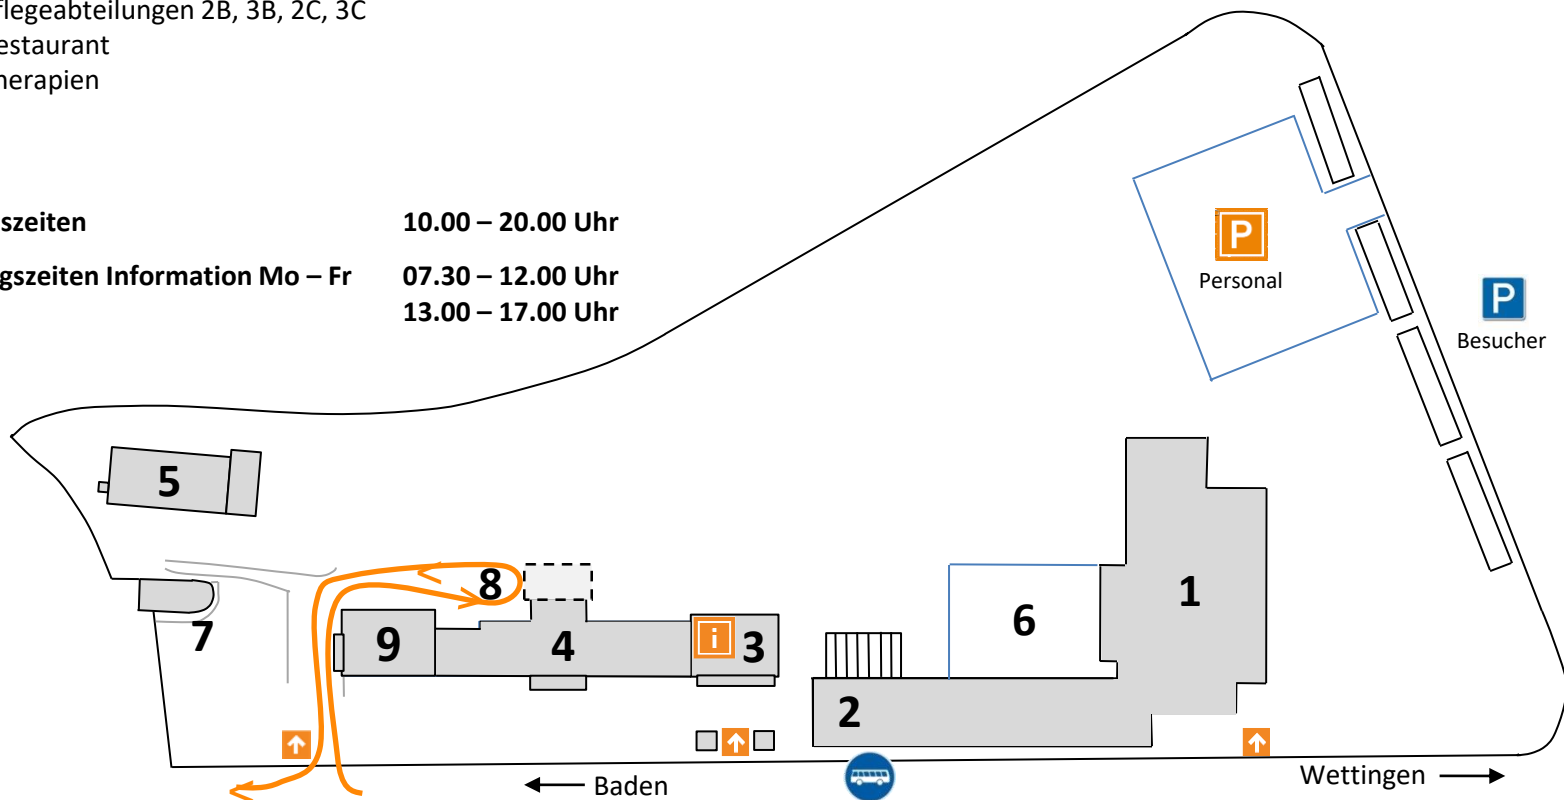 flegeabteilungen 2B, 3B, 2C, 3C
estaurant
herapien
szeiten 10.00 – 20.00 Uhr
gszeiten Information Mo – Fr 07.30 – 12.00 Uhr
13.00 – 17.00 Uhr
P
Personal
P
Besucher
5
8
1
6
7
9
4
i
3
2
Baden
Wettingen